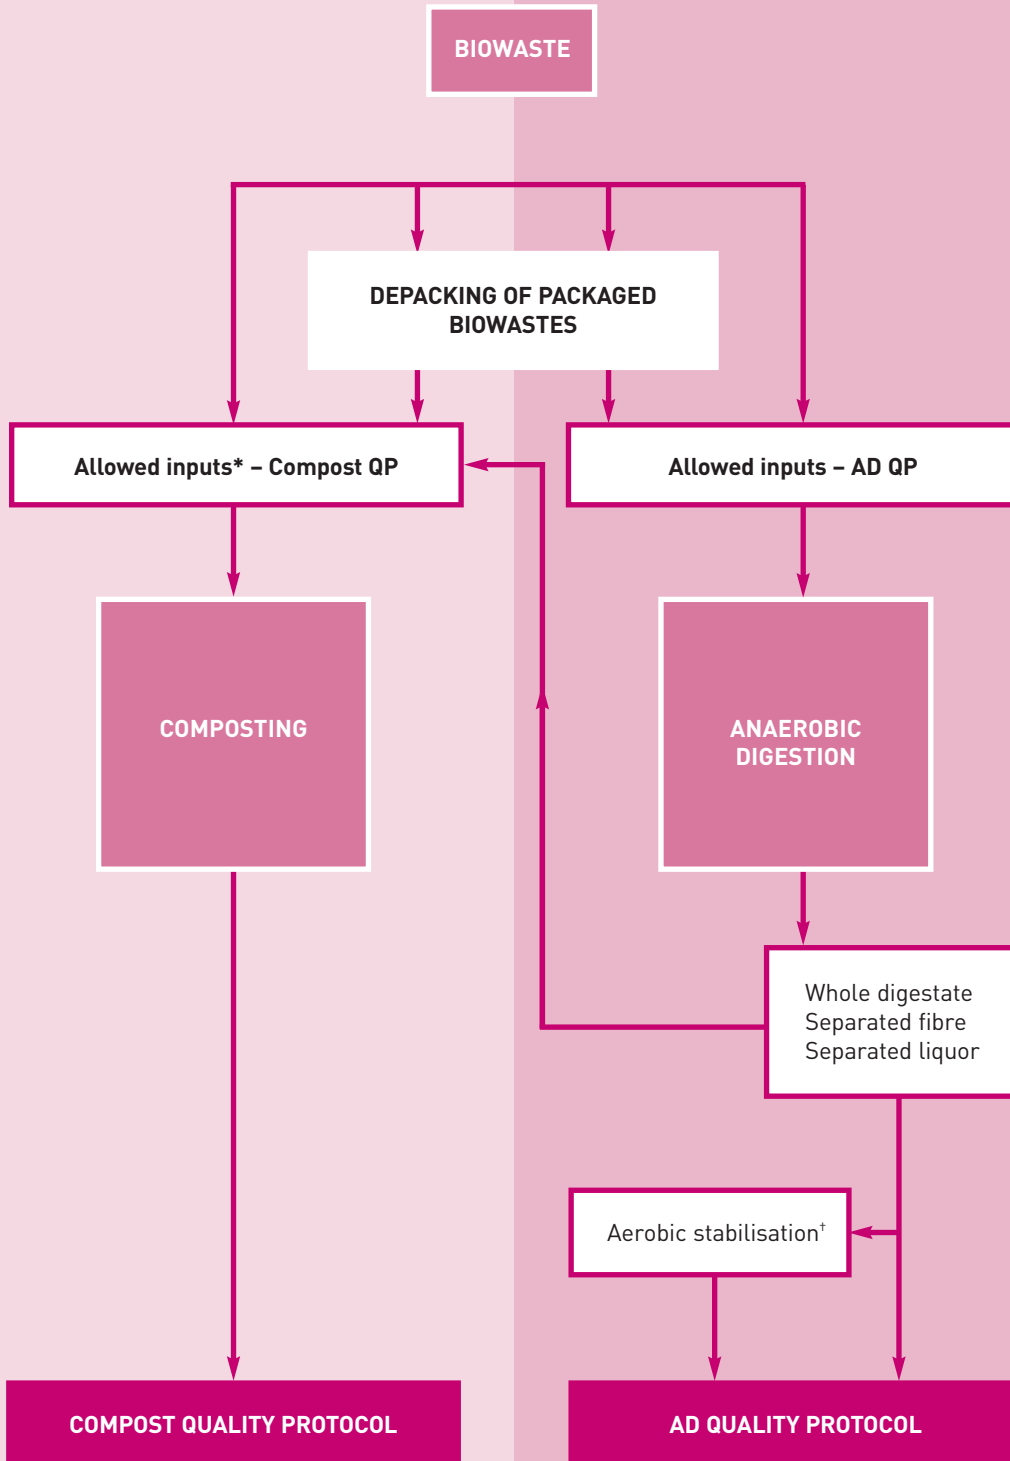 BIOWASTE
DEPACKING OF PACKAGED
BIOWASTES
Allowed inputs* – Compost QP
Allowed inputs – AD QP
COMPOSTING
ANAEROBIC
DIGESTION
Whole digestate
Separated fibre
Separated liquor
Aerobic stabilisation†
COMPOST QUALITY PROTOCOL
AD QUALITY PROTOCOL